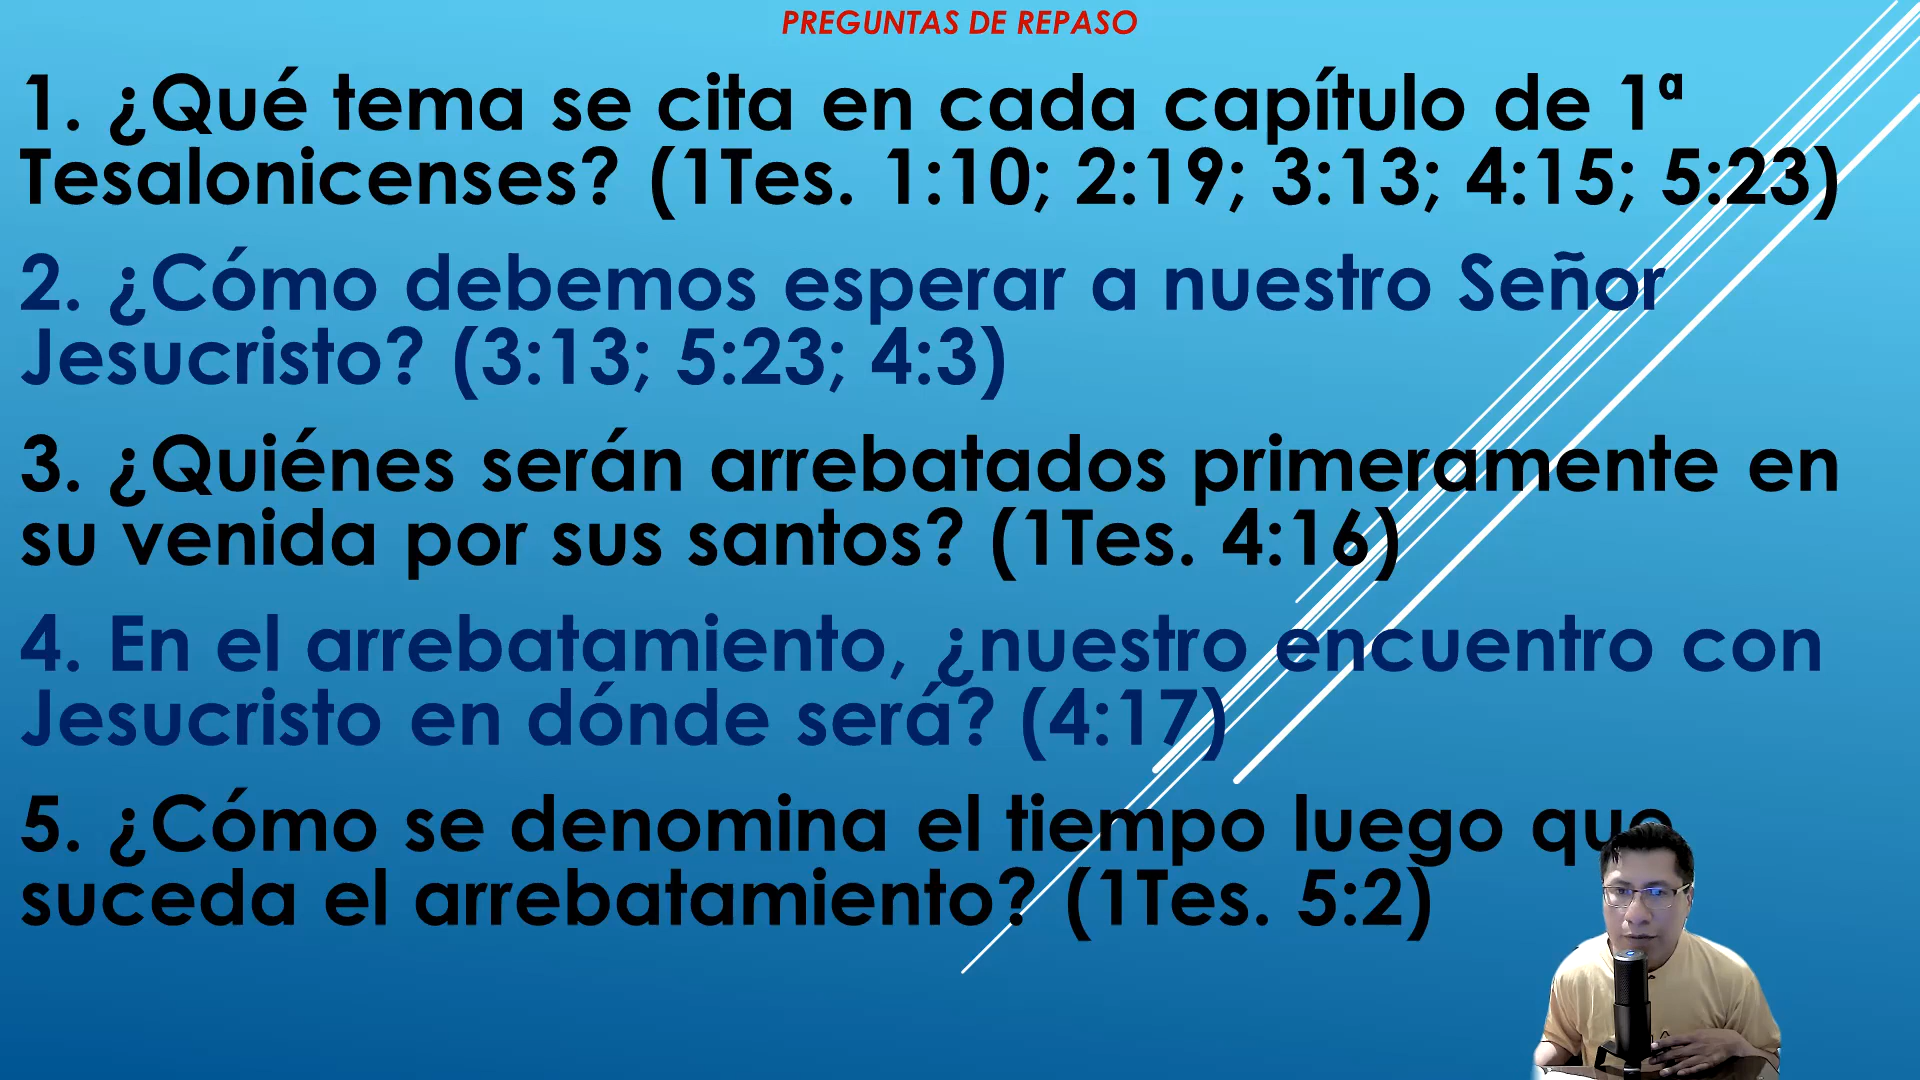 PREGUNTAS DE REPASO
1. ¿Qué tema se cita en cada capítulo de 1ª
Tesalonicenses? (1Tes. 1:10; 2:19; 3:13; 4:15; 5:23)
2. ¿Cómo debemos esperar a nuestro Señor
Jesucristo? (3:13; 5:23; 4:3)
3. ¿Quiénes serán arrebatados primeramente en
su venida por sus santos? (1Tes. 4:16)
4. En el arrebatamiento, ¿nuestro encuentro con
Jesucristo en dónde será? (4:17)
5. ¿Cómo se denomina el tiempo luego que
suceda el arrebatamiento? (1Tes. 5:2)